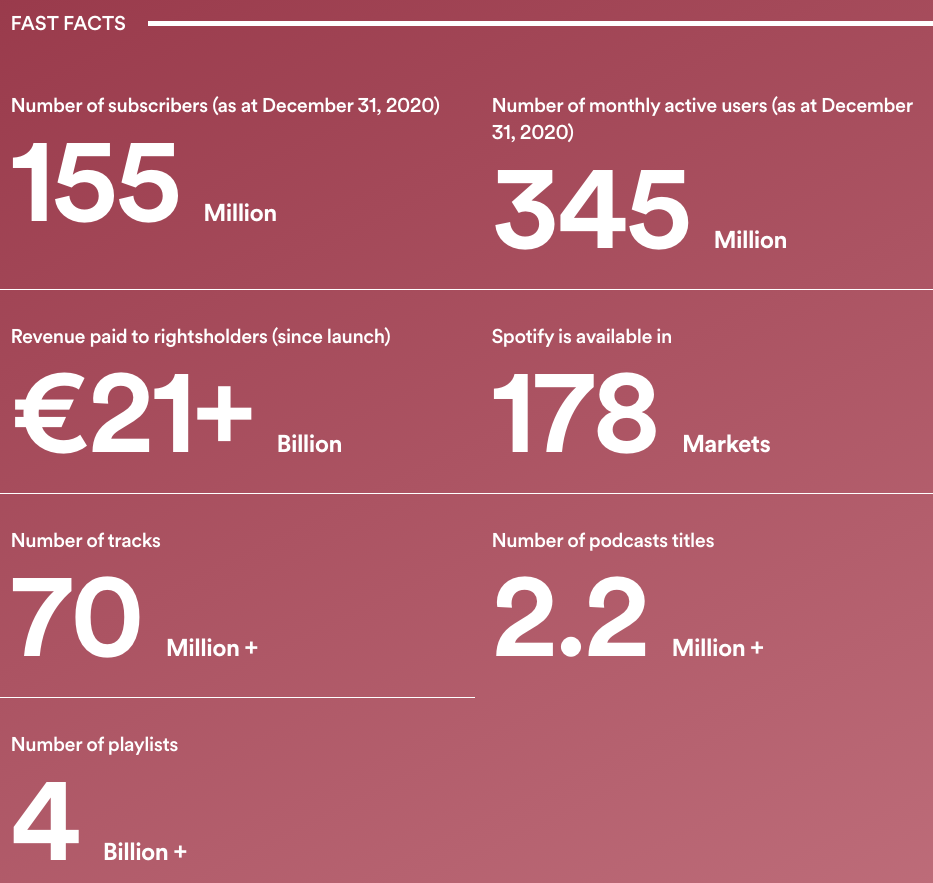 FAST FACTS
Number of subscribers (as at December 31, 2020)
155 Million
Number of monthly active users (as at December
31, 2020)
345 Million
Revenue paid to rightsholders (since launch)
€21+ Billion
Spotify is available in
178 Markets
Number of tracks
70 Million +
Number of podcasts titles
2.2 Million +
Number of playlists
4 Billion +